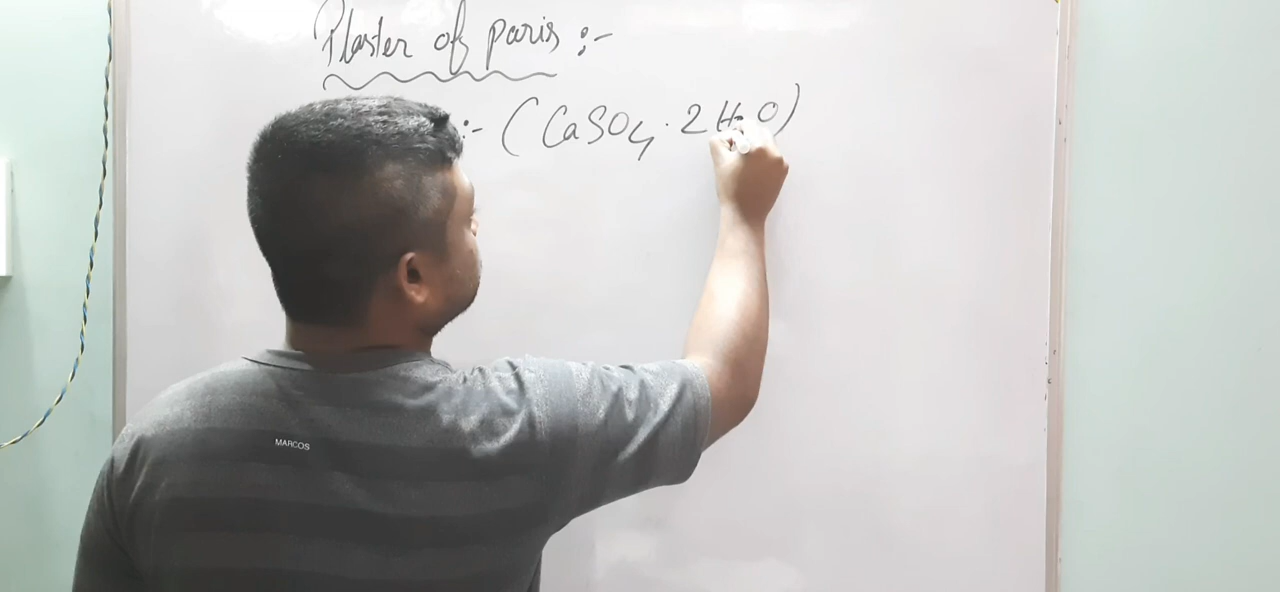 Plaster of paris :-
:- (CaSO4. 2H2O)
MARCOS